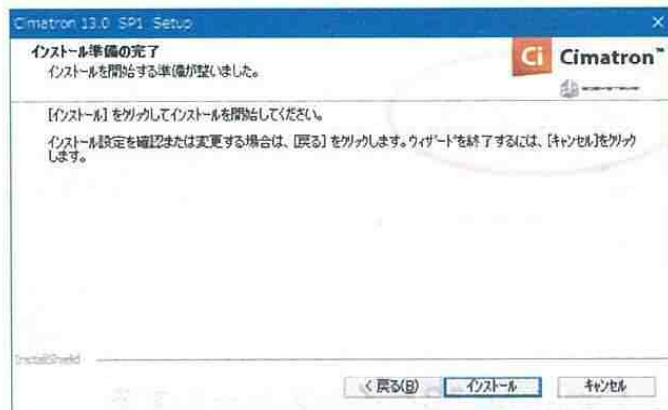 Cimatron 13.0 SP1 Setup
インストール準備の完了
インストールを開始する準備が整いました。
Ci Cimatron™
[インストール] をクリックしてインストールを開始してください。
インストール設定を確認または変更する場合は、[戻る] をクリックします。ウィザードを終了するには、[キャンセル]をクリック
します。
InstallShield
< 戻る(B)
インストール
キャンセル